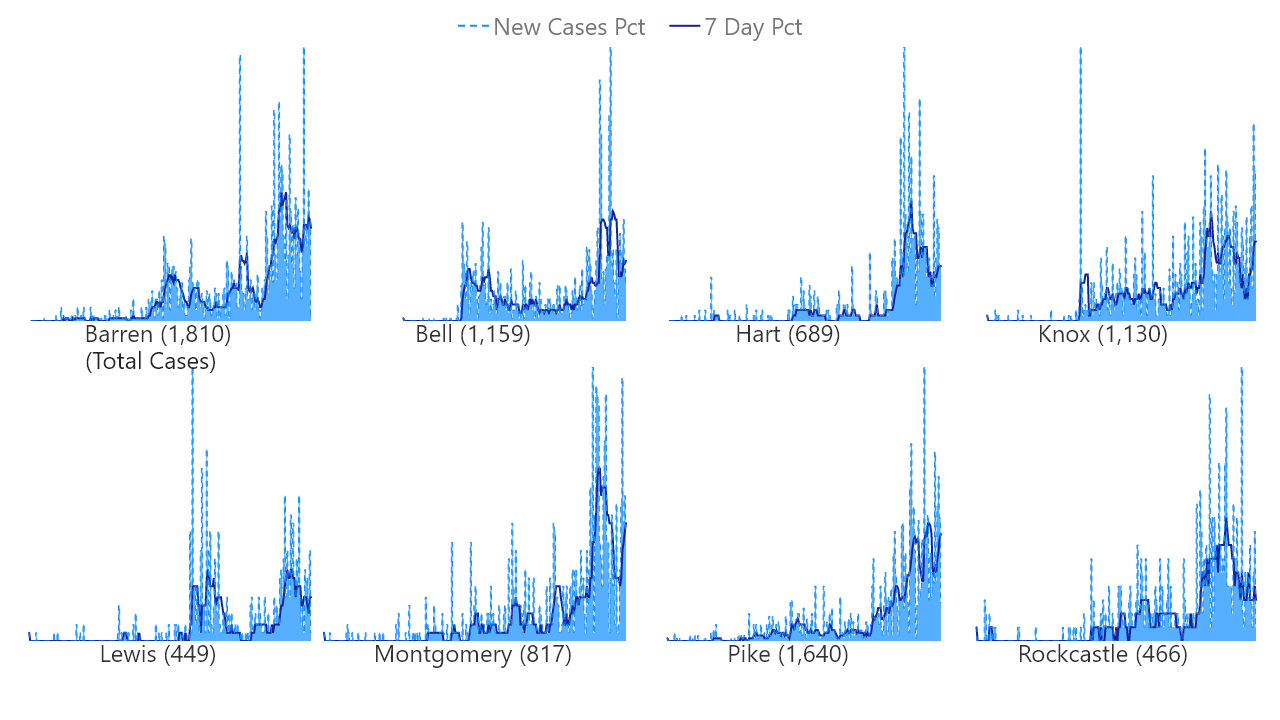 New Cases Pct 7 Day Pct
Barren (1,810) Bell (1,159) Hart (689) Knox (1,130)
(Total Cases)
Lewis (449) Montgomery (817) Pike (1,640) Rockcastle (466)